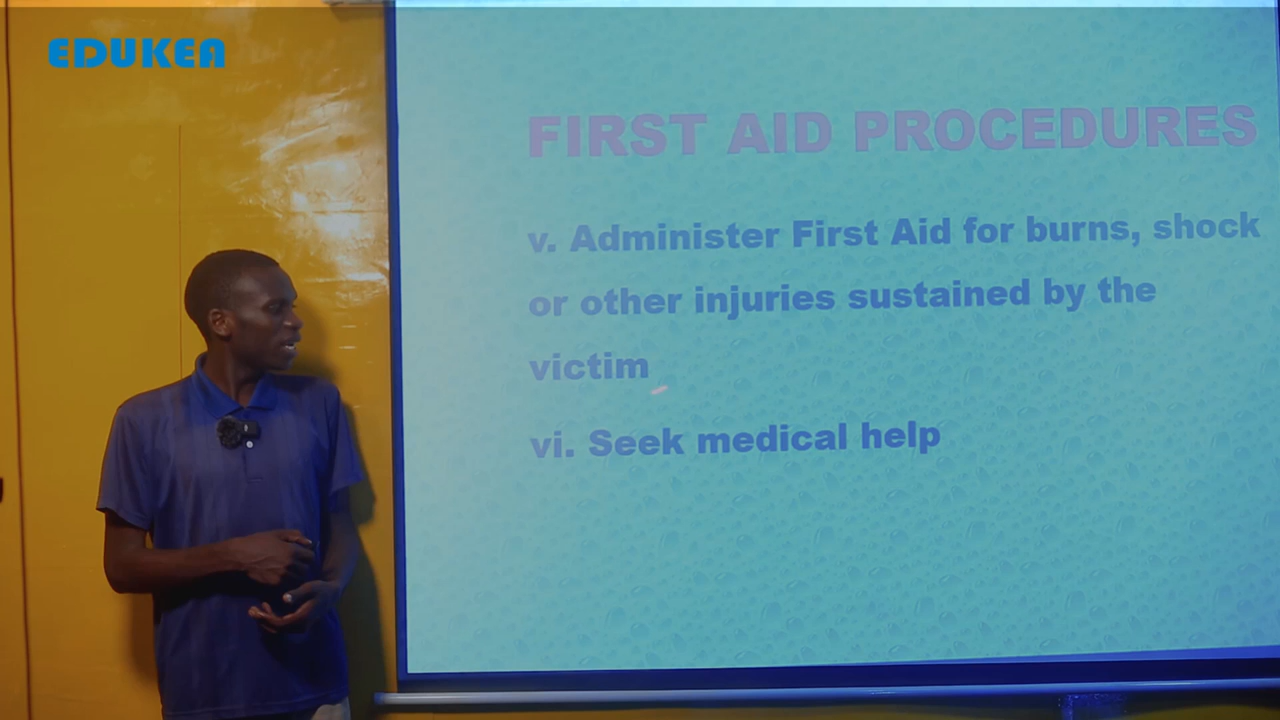 EDUKEA
FIRST AID PROCEDURES
v. Administer First Aid for burns, shock
or other injuries sustained by the
victim
vi. Seek medical help